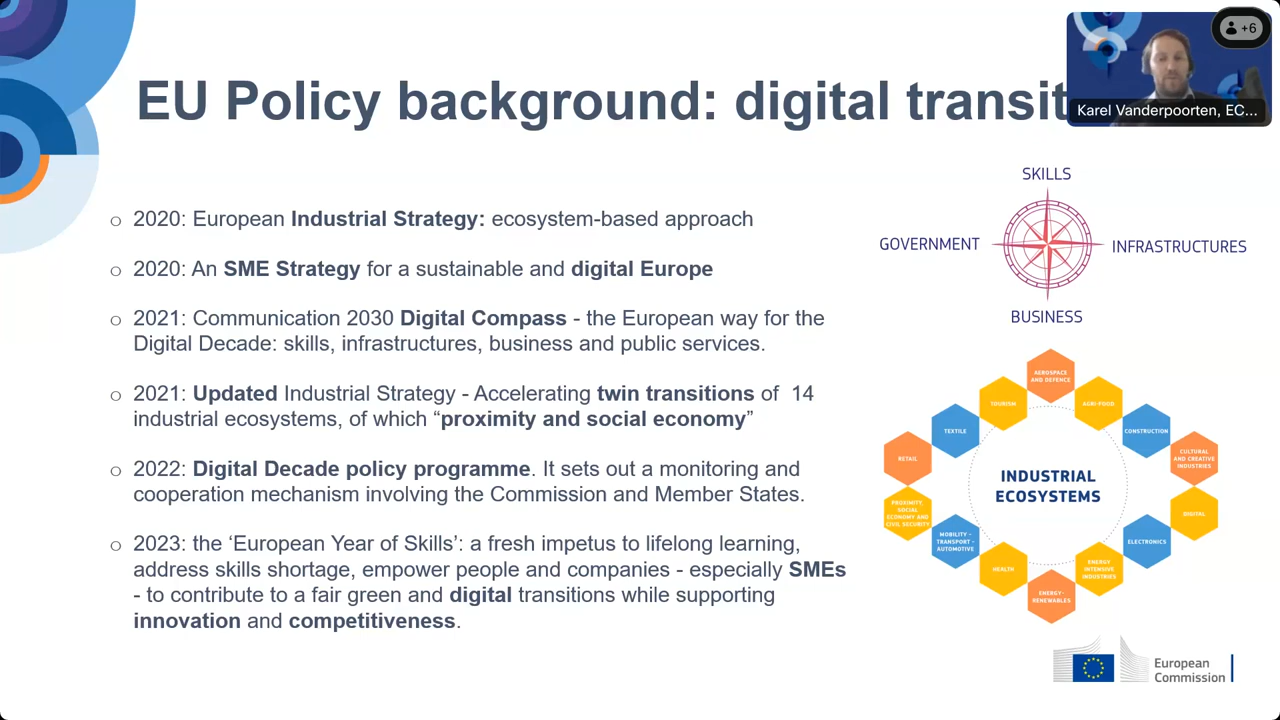 EU Policy background: digital transit
+6
Karel Vanderpoorten, EC...
o 2020: European Industrial Strategy: ecosystem-based approach
o 2020: An SME Strategy for a sustainable and digital Europe
o 2021: Communication 2030 Digital Compass - the European way for the
Digital Decade: skills, infrastructures, business and public services.
o 2021: Updated Industrial Strategy - Accelerating twin transitions of 14
industrial ecosystems, of which “proximity and social economy”
o 2022: Digital Decade policy programme. It sets out a monitoring and
cooperation mechanism involving the Commission and Member States.
o 2023: the ‘European Year of Skills’: a fresh impetus to lifelong learning,
address skills shortage, empower people and companies - especially SMEs
- to contribute to a fair green and digital transitions while supporting
innovation and competitiveness.
SKILLS
GOVERNMENT
INFRASTRUCTURES
BUSINESS
AEROSPACE
AND DEFENCE
TOURISM
AGRI-FOOD
TEXTILE
CONSTRUCTION
RETAIL
CULTURAL
AND CREATIVE
INDUSTRIES
INDUSTRIAL
ECOSYSTEMS
PROXIMITY,
SOCIAL
ECONOMY AND
CIVIL SECURITY
DIGITAL
MOBILITY -
TRANSPORT -
AUTOMOTIVE
ELECTRONICS
HEALTH
ENERGY
INTENSIVE
INDUSTRIES
ENERGY-
RENEWABLES
European
Commission